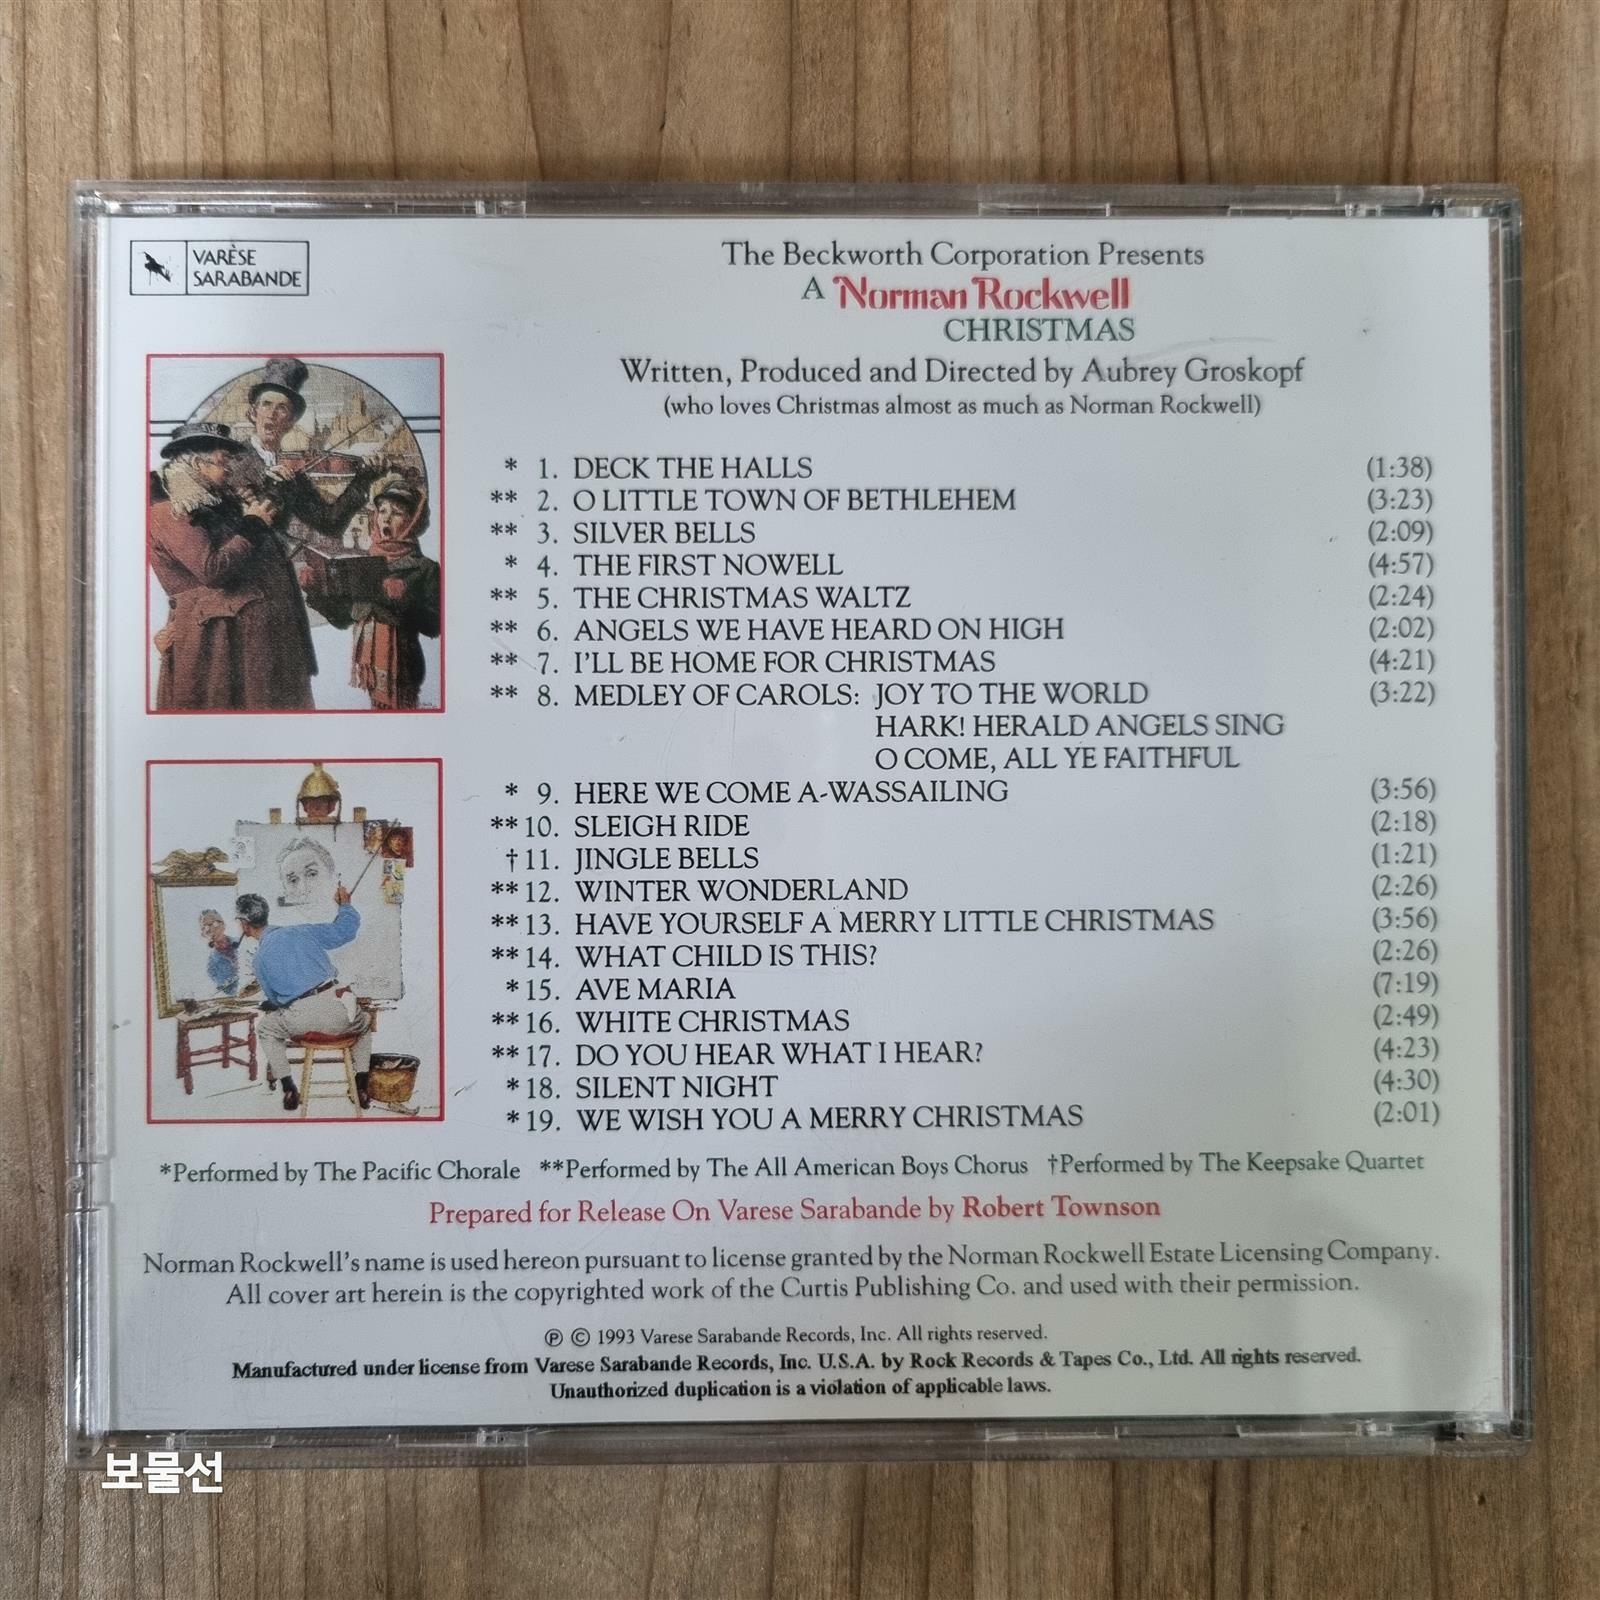 VARÈSE
SARABANDE
The Beckworth Corporation Presents
A Norman Rockwell
CHRISTMAS
Written, Produced and Directed by Aubrey Groskopf
(who loves Christmas almost as much as Norman Rockwell)
* 1. DECK THE HALLS (1:38)
** 2. O LITTLE TOWN OF BETHLEHEM (3:23)
** 3. SILVER BELLS (2:09)
* 4. THE FIRST NOWELL (4:57)
** 5. THE CHRISTMAS WALTZ (2:24)
** 6. ANGELS WE HAVE HEARD ON HIGH (2:02)
** 7. I'LL BE HOME FOR CHRISTMAS (4:21)
** 8. MEDLEY OF CAROLS: JOY TO THE WORLD (3:22)
HARK! HERALD ANGELS SING
O COME, ALL YE FAITHFUL
* 9. HERE WE COME A-WASSAILING (3:56)
** 10. SLEIGH RIDE (2:18)
† 11. JINGLE BELLS (1:21)
** 12. WINTER WONDERLAND (2:26)
** 13. HAVE YOURSELF A MERRY LITTLE CHRISTMAS (3:56)
** 14. WHAT CHILD IS THIS? (2:26)
* 15. AVE MARIA (7:19)
** 16. WHITE CHRISTMAS (2:49)
** 17. DO YOU HEAR WHAT I HEAR? (4:23)
* 18. SILENT NIGHT (4:30)
* 19. WE WISH YOU A MERRY CHRISTMAS (2:01)
*Performed by The Pacific Chorale **Performed by The All American Boys Chorus †Performed by The Keepsake Quartet
Prepared for Release On Varese Sarabande by Robert Townson
Norman Rockwell's name is used hereon pursuant to license granted by the Norman Rockwell Estate Licensing Company.
All cover art herein is the copyrighted work of the Curtis Publishing Co. and used with their permission.
℗ © 1993 Varese Sarabande Records, Inc. All rights reserved.
Manufactured under license from Varese Sarabande Records, Inc. U.S.A. by Rock Records & Tapes Co., Ltd. All rights reserved.
Unauthorized duplication is a violation of applicable laws.
보물선